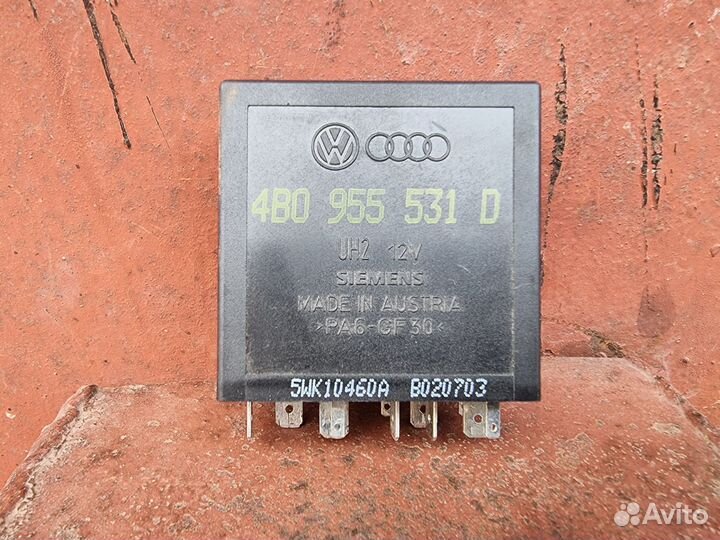 4B0 955 531 D
UH2 12V
SIEMENS
MADE IN AUSTRIA
>PA6-GF30<
5WK10460A B020703
Avito